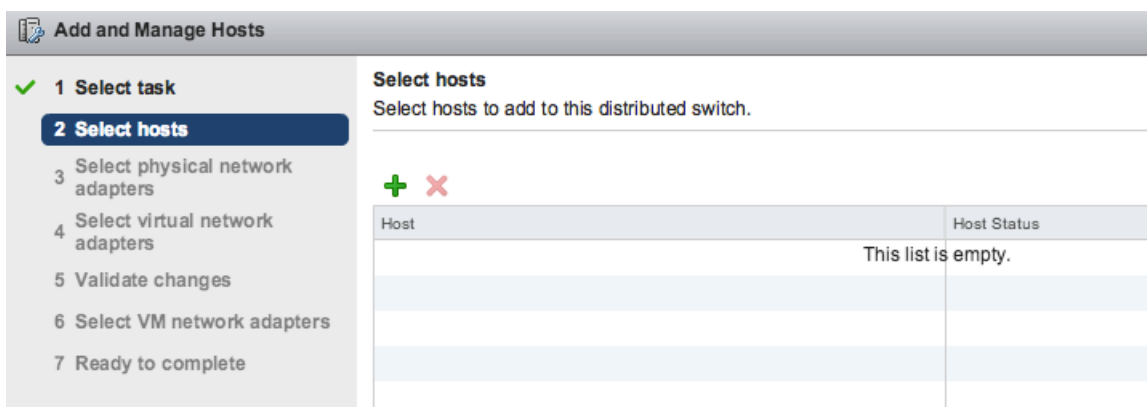 Add and Manage Hosts
1 Select task
2 Select hosts
3 Select physical network
adapters
4 Select virtual network
adapters
5 Validate changes
6 Select VM network adapters
7 Ready to complete
Select hosts
Select hosts to add to this distributed switch.
Host Host Status
This list is empty.